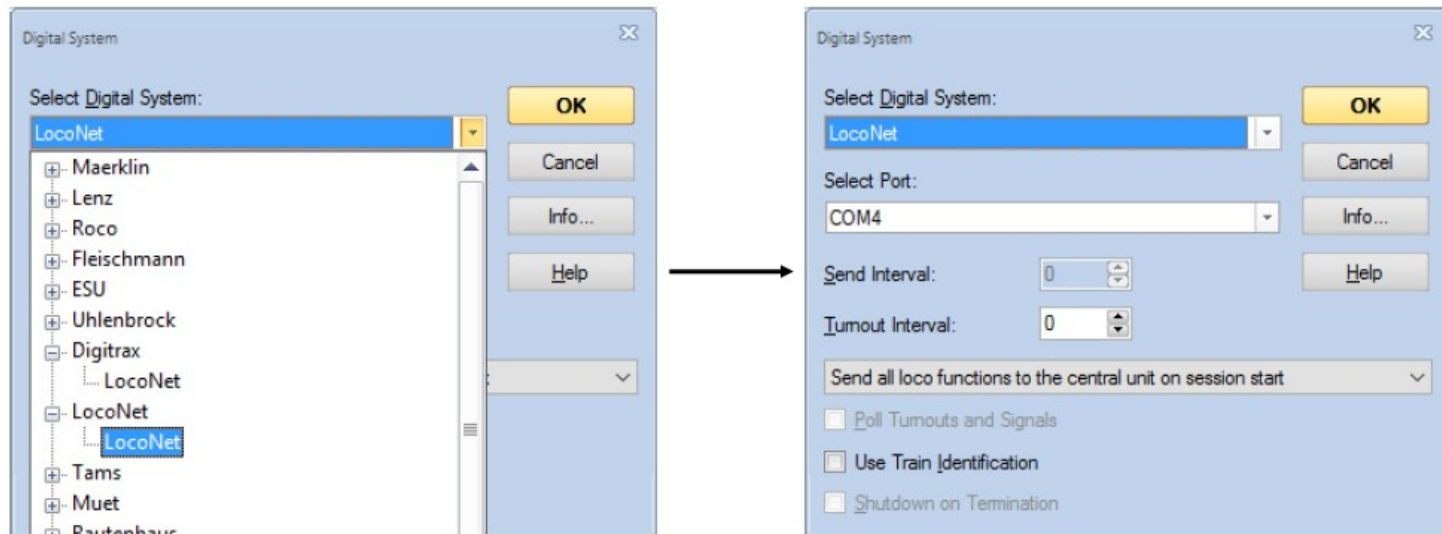 Digital System
Select Digital System:
LocoNet
OK
Maerklin
Cancel
Lenz
Roco
Info...
Fleischmann
ESU
Help
Uhlenbrock
Digitrax
LocoNet
LocoNet
LocoNet
Tams
Muet
Rautenhaus
Digital System
Select Digital System:
LocoNet
OK
Cancel
Select Port:
COM4
Info...
Send Interval:
0
Help
Turnout Interval:
0
Send all loco functions to the central unit on session start
Poll Turnouts and Signals
Use Train Identification
Shutdown on Termination